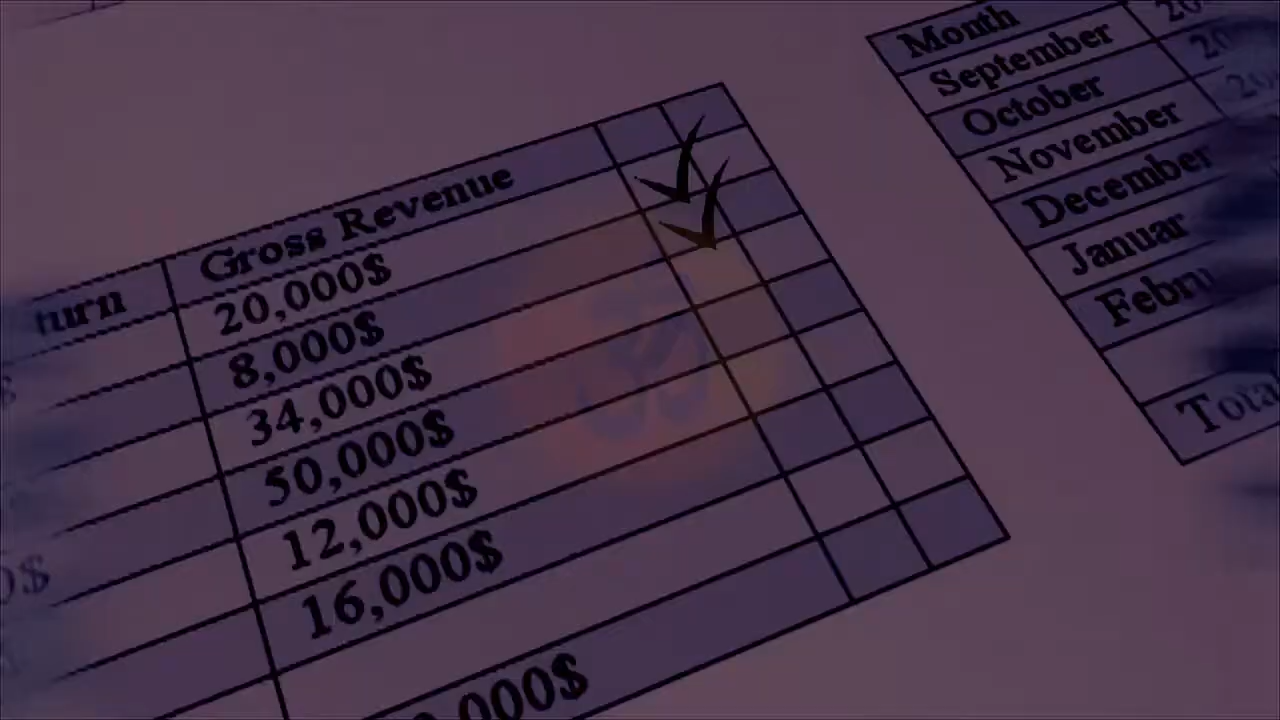 turn Gross Revenue
20,000$
8,000$
34,000$
50,000$
12,000$
16,000$
ॐ
Month
September
October
November
December
Januar
Febru
Tota